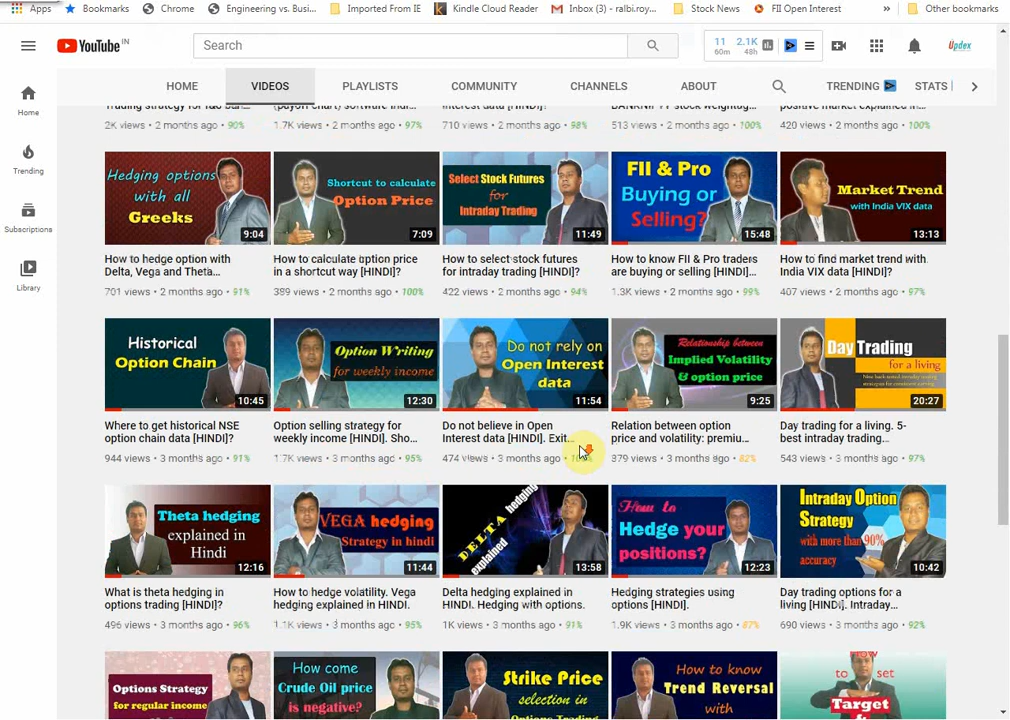 Apps Bookmarks Chrome Engineering vs. Busi... Imported From IE Kindle Cloud Reader Inbox (3) - ralbi.roy... Stock News FII Open Interest » Other bookmarks
YouTube IN
Search
11 2.1K
60m 48h
Updex
HOME VIDEOS PLAYLISTS COMMUNITY CHANNELS ABOUT TRENDING STATS
Home
Trending
Subscriptions
Library
2K views • 2 months ago • 90%
1.7K views • 2 months ago • 97%
710 views • 2 months ago • 98%
513 views • 2 months ago • 100%
420 views • 2 months ago • 100%
Hedging options
with all
Greeks
9:04
How to hedge option with
Delta, Vega and Theta...
701 views • 2 months ago • 91%
Shortcut to calculate
Option Price
7:09
How to calculate option price
in a shortcut way [HINDI]?
389 views • 2 months ago • 100%
Select Stock Futures
for
Intraday Trading
11:49
How to select stock futures
for intraday trading [HINDI]?
422 views • 2 months ago • 94%
FII & Pro
Buying or
Selling?
15:48
How to know FII & Pro traders
are buying or selling [HINDI]...
1.3K views • 2 months ago • 99%
Market Trend
with India VIX data
13:13
How to find market trend with
India VIX data [HINDI]?
407 views • 2 months ago • 97%
Historical
Option Chain
10:45
Where to get historical NSE
option chain data [HINDI]?
944 views • 3 months ago • 91%
Option Writing
for weekly income
12:30
Option selling strategy for
weekly income [HINDI]. Sho...
1.7K views • 3 months ago • 95%
Do not rely on
Open Interest
data
11:54
Do not believe in Open
Interest data [HINDI]. Exit...
474 views • 3 months ago •
Relationship between
Implied Volatility
& option price
9:25
Relation between option
price and volatility: premiu...
879 views • 3 months ago • 82%
Day Trading
for a living.
20:27
Day trading for a living. 5-
best intraday trading...
543 views • 3 months ago • 97%
Theta hedging
explained in
Hindi
12:16
What is theta hedging in
options trading [HINDI]?
496 views • 3 months ago • 96%
VEGA hedging
Strategy in hindi
11:44
How to hedge volatility. Vega
hedging explained in HINDI.
1.1K views • 3 months ago • 95%
DELTA hedging
explained
13:58
Delta hedging explained in
HINDI. Hedging with options.
1K views • 3 months ago • 91%
How to
Hedge your
positions?
12:23
Hedging strategies using
options [HINDI].
1.9K views • 3 months ago • 87%
Intraday Option
Strategy
with more than 90%
accuracy
10:42
Day trading options for a
living [HINDI]. Intraday...
690 views • 3 months ago • 92%
Options Strategy
for regular income
How come
Crude Oil price
is negative?
Strike Price
selection in
How to know
Trend Reversal
with
How
to set
Target
&